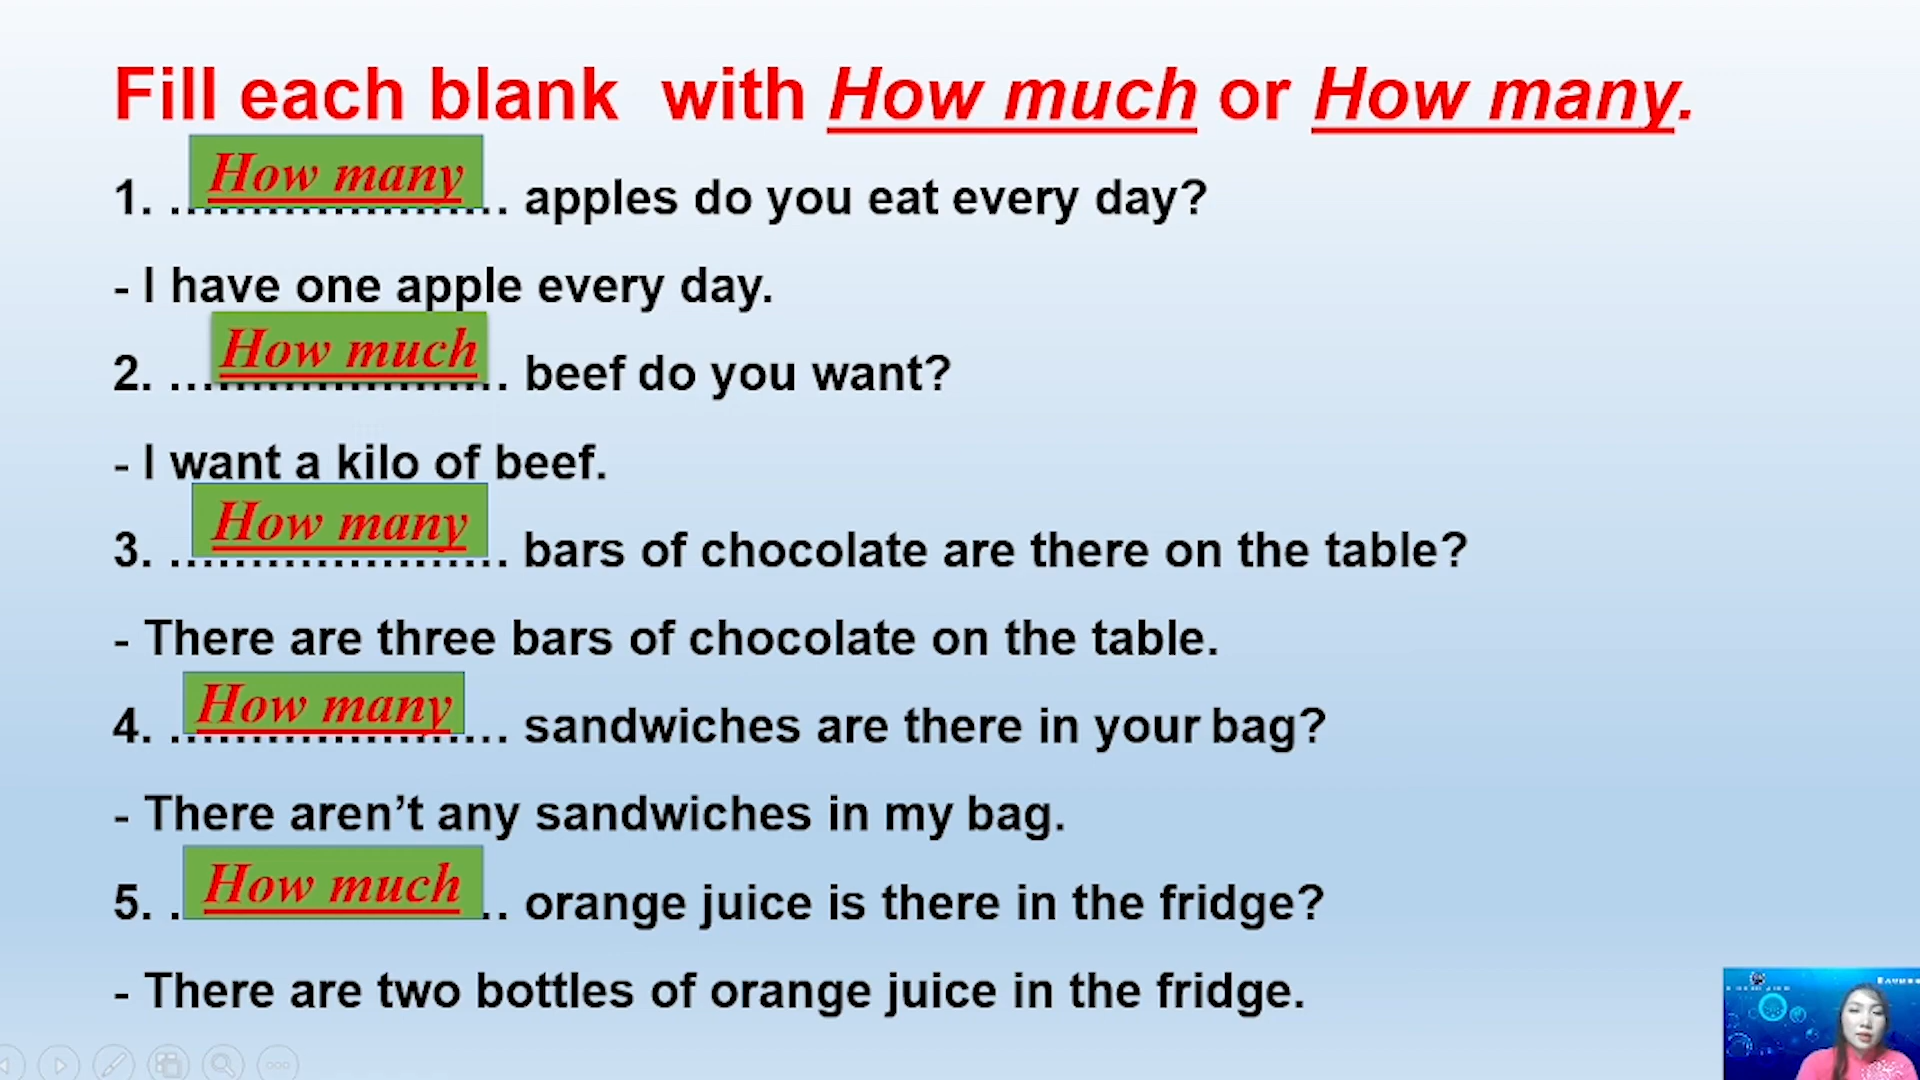 Fill each blank with How much or How many.
1. ...How many... apples do you eat every day?
- I have one apple every day.
2. ...How much... beef do you want?
- I want a kilo of beef.
3. ...How many... bars of chocolate are there on the table?
- There are three bars of chocolate on the table.
4. ...How many... sandwiches are there in your bag?
- There aren’t any sandwiches in my bag.
5. ...How much... orange juice is there in the fridge?
- There are two bottles of orange juice in the fridge.